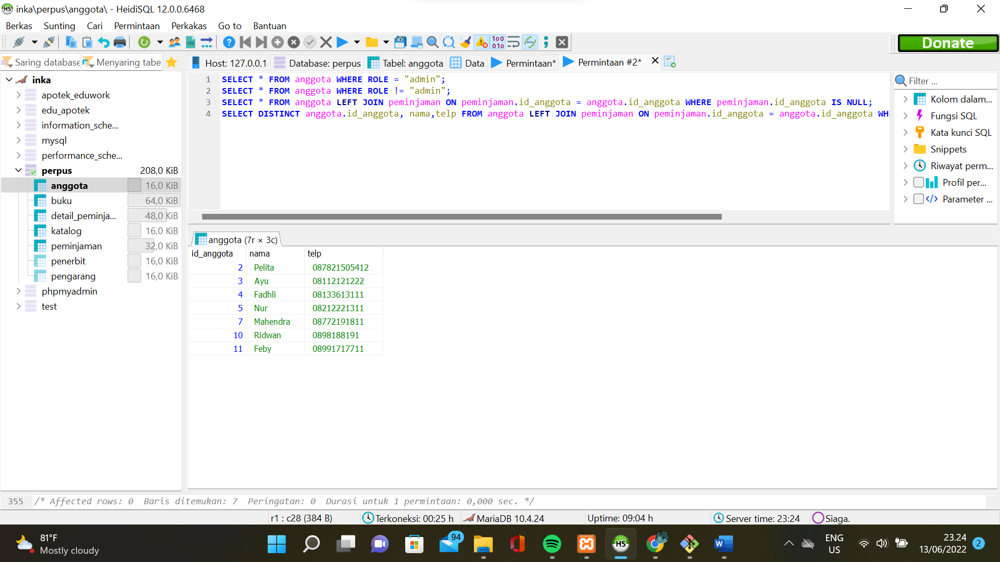 inka\perpus\anggota\ - HeidiSQL 12.0.0.6468
Berkas Sunting Cari Permintaan Perkakas Go to Bantuan
Donate
Saring database Menyaring tabe
Host: 127.0.0.1 Database: perpus Tabel: anggota Data Permintaan* Permintaan #2*
inka
apotek_eduwork
edu_apotek
information_sche...
mysql
performance_sche...
perpus 208,0 KiB
anggota 16,0 KiB
buku 64,0 KiB
detail_peminja... 48,0 KiB
katalog 16,0 KiB
peminjaman 32,0 KiB
penerbit 16,0 KiB
pengarang 16,0 KiB
phpmyadmin
test
1 SELECT * FROM anggota WHERE ROLE = "admin";
2 SELECT * FROM anggota WHERE ROLE != "admin";
3 SELECT * FROM anggota LEFT JOIN peminjaman ON peminjaman.id_anggota = anggota.id_anggota WHERE peminjaman.id_anggota IS NULL;
4 SELECT DISTINCT anggota.id_anggota, nama,telp FROM anggota LEFT JOIN peminjaman ON peminjaman.id_anggota = anggota.id_anggota WH
Filter ...
Kolom dalam...
Fungsi SQL
Kata kunci SQL
Snippets
Riwayat perm...
Profil per...
Parameter ...
anggota (7r × 3c)
id_anggota nama telp
2 Pelita 087821505412
3 Ayu 08112121222
4 Fadhli 08133613111
5 Nur 08212221311
7 Mahendra 08772191811
10 Ridwan 0898188191
11 Feby 08991717711
355 /* Affected rows: 0 Baris ditemukan: 7 Peringatan: 0 Durasi untuk 1 permintaan: 0,000 sec. */
r1 : c28 (384 B) Terkoneksi: 00:25 h MariaDB 10.4.24 Uptime: 09:04 h Server time: 23:24 Siaga.
81°F
Mostly cloudy
94
HS
ENG
US
23.24
13/06/2022
2